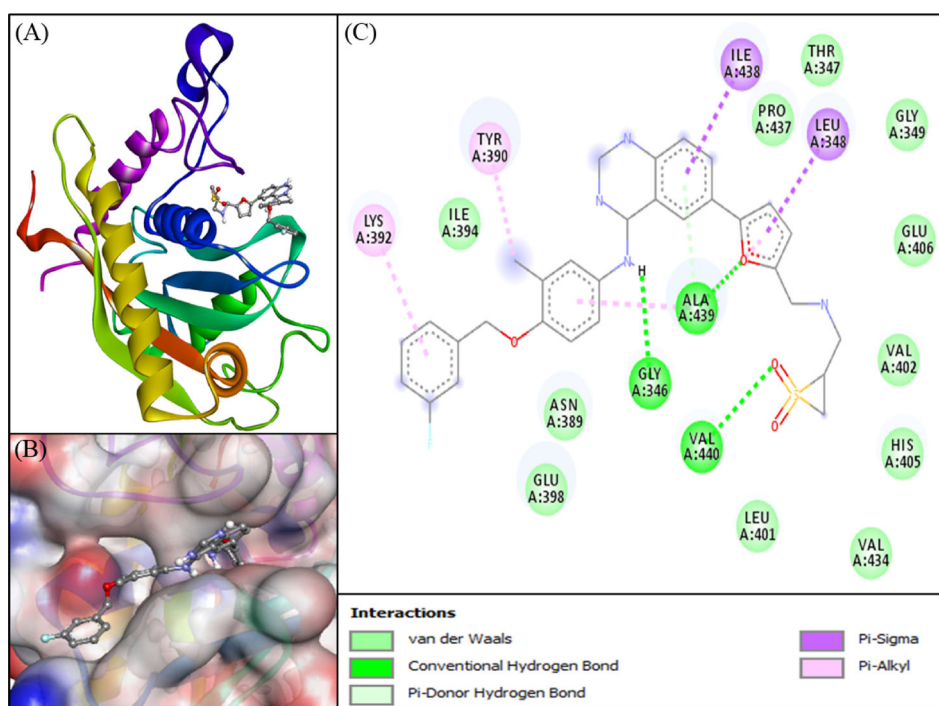 (A)
(B)
(C)
ILE
A:438
THR
A:347
PRO
A:437
LEU
A:348
GLY
A:349
TYR
A:390
LYS
A:392
ILE
A:394
GLU
A:406
ALA
A:439
N
N
N
H
O
O
N
VAL
A:402
GLY
A:346
ASN
A:389
VAL
A:440
O
S
O
HIS
A:405
F
GLU
A:398
LEU
A:401
VAL
A:434
Interactions
van der Waals
Conventional Hydrogen Bond
Pi-Donor Hydrogen Bond
Pi-Sigma
Pi-Alkyl